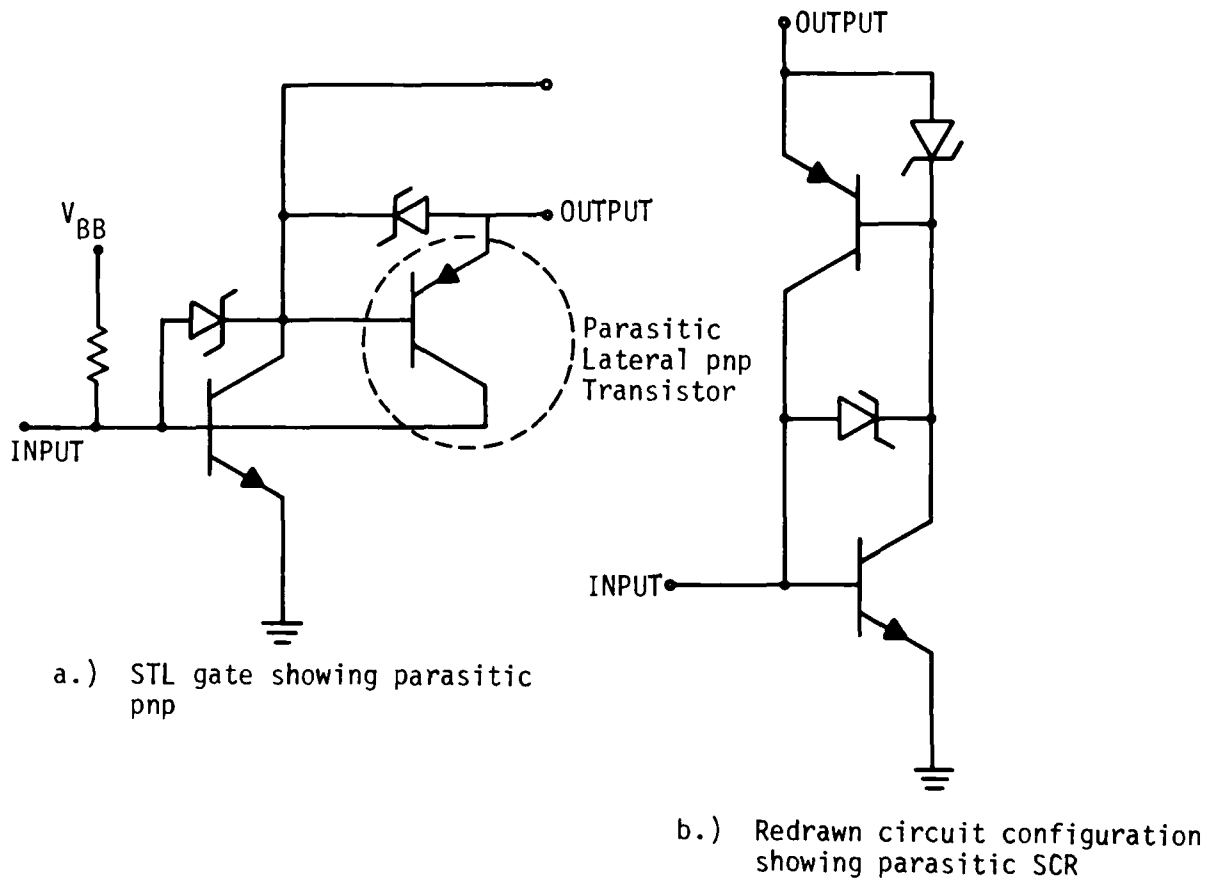 V_BB
INPUT
OUTPUT
Parasitic
Lateral pnp
Transistor
a.) STL gate showing parasitic
pnp
OUTPUT
INPUT
b.) Redrawn circuit configuration
showing parasitic SCR